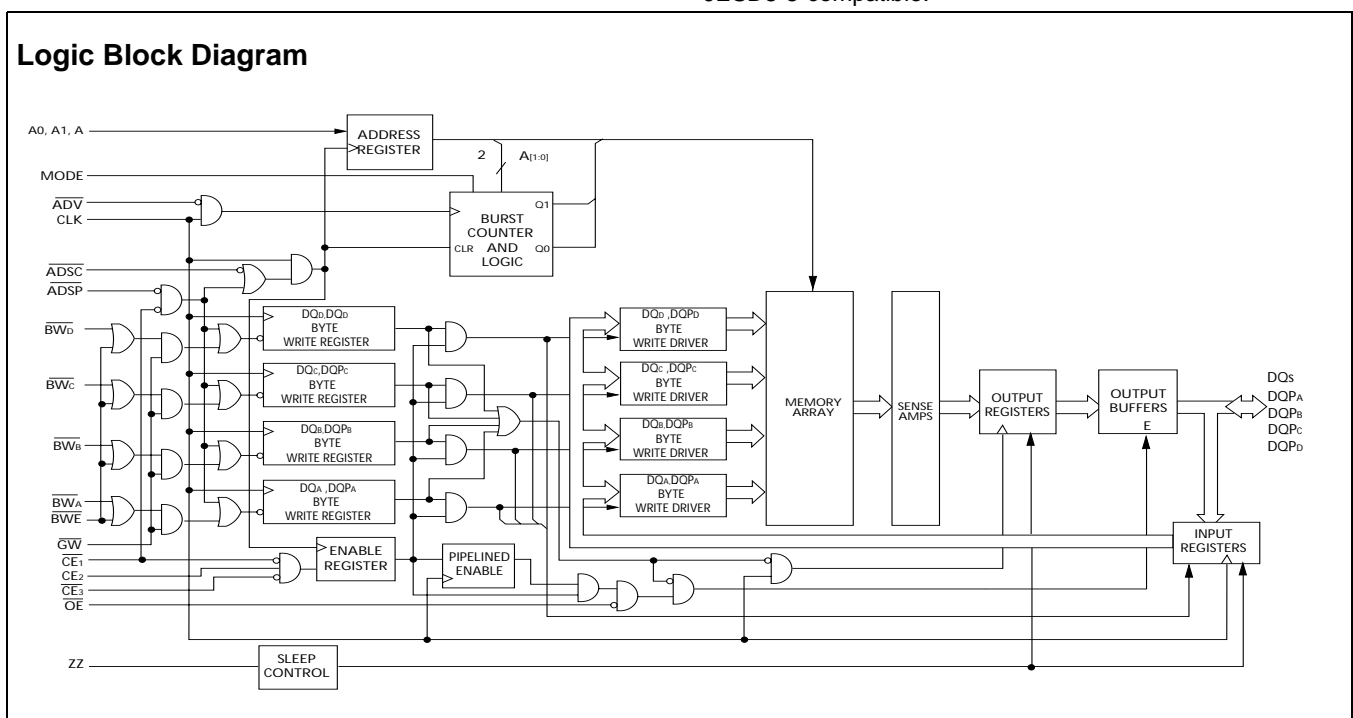 JESD8-5-compatible.
Logic Block Diagram
A0, A1, A
MODE
ADV
CLK
ADSC
ADSP
BWD
BWC
BWB
BWA
BWE
GW
CE1
CE2
CE3
OE
ZZ
ADDRESS
REGISTER
2
A[1:0]
BURST
COUNTER
AND
LOGIC
CLR
Q1
Q0
DQD,DQD
BYTE
WRITE REGISTER
DQC,DQPC
BYTE
WRITE REGISTER
DQB,DQPB
BYTE
WRITE REGISTER
DQA ,DQPA
BYTE
WRITE REGISTER
ENABLE
REGISTER
PIPELINED
ENABLE
SLEEP
CONTROL
DQD ,DQPD
BYTE
WRITE DRIVER
DQC ,DQPC
BYTE
WRITE DRIVER
DQB,DQPB
BYTE
WRITE DRIVER
DQA,DQPA
BYTE
WRITE DRIVER
MEMORY
ARRAY
SENSE
AMPS
OUTPUT
REGISTERS
OUTPUT
BUFFERS
E
INPUT
REGISTERS
DQs
DQPA
DQPB
DQPC
DQPD